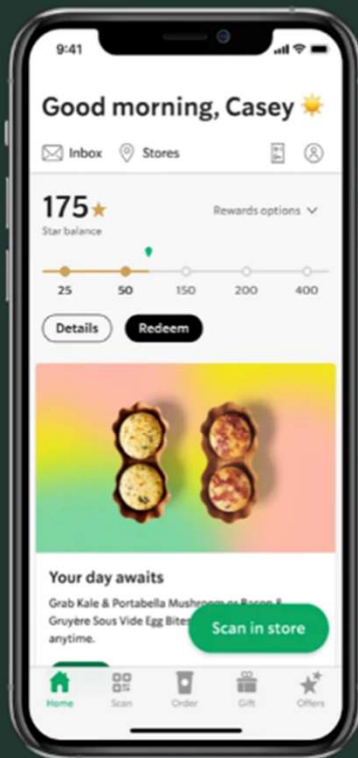 9:41
Good morning, Casey
Inbox Stores
175
Rewards options
Star balance
25 50 150 200 400
Details Redeem
Your day awaits
Grab Kale & Portabella Mushroom or Bacon &
Gruyère Sous Vide Egg Bites
anytime.
Scan in store
Home Scan Order Gift Offers